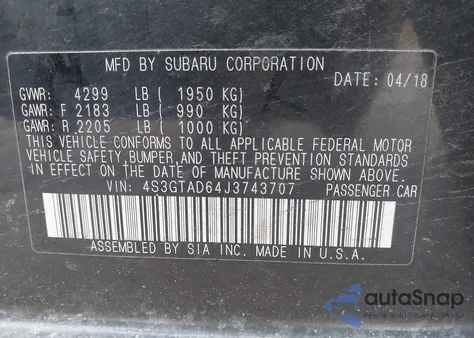 MFD BY SUBARU CORPORATION
DATE: 04/18
GVWR: 4299 LB ( 1950 KG)
GAWR: F 2183 LB ( 990 KG)
GAWR: R 2205 LB ( 1000 KG)
THIS VEHICLE CONFORMS TO ALL APPLICABLE FEDERAL MOTOR
VEHICLE SAFETY, BUMPER, AND THEFT PREVENTION STANDARDS
IN EFFECT ON THE DATE OF MANUFACTURE SHOWN ABOVE.
VIN: 4S3GTAD64J3743707 PASSENGER CAR
ASSEMBLED BY SIA INC. MADE IN U.S.A.
autoSnap